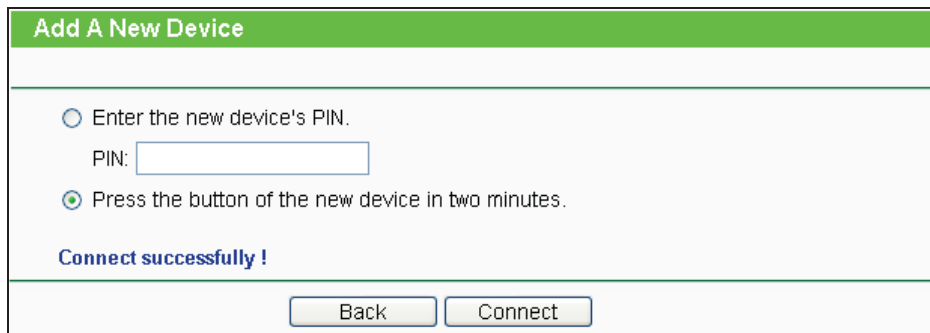 Add A New Device
Enter the new device's PIN.
PIN:
Press the button of the new device in two minutes.
Connect successfully !
Back Connect